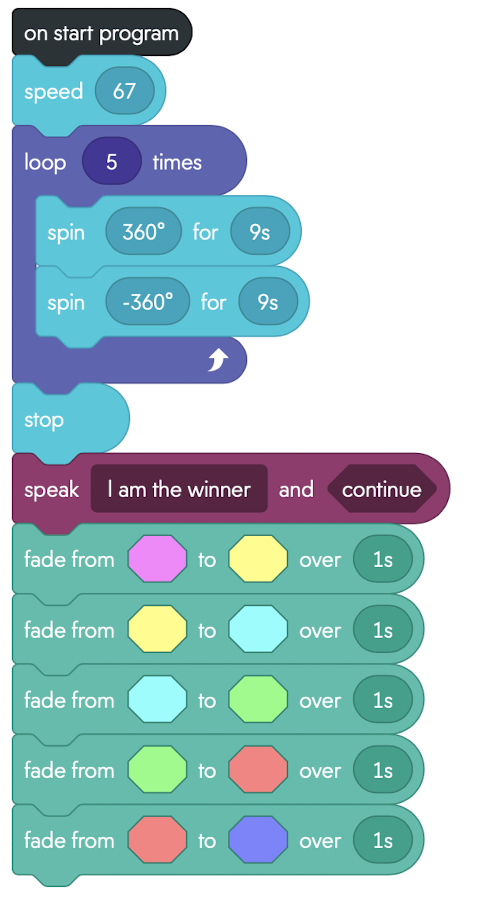 on start program
speed 67
loop 5 times
spin 360° for 9s
spin -360° for 9s
stop
speak I am the winner and continue
fade from to over 1s
fade from to over 1s
fade from to over 1s
fade from to over 1s
fade from to over 1s